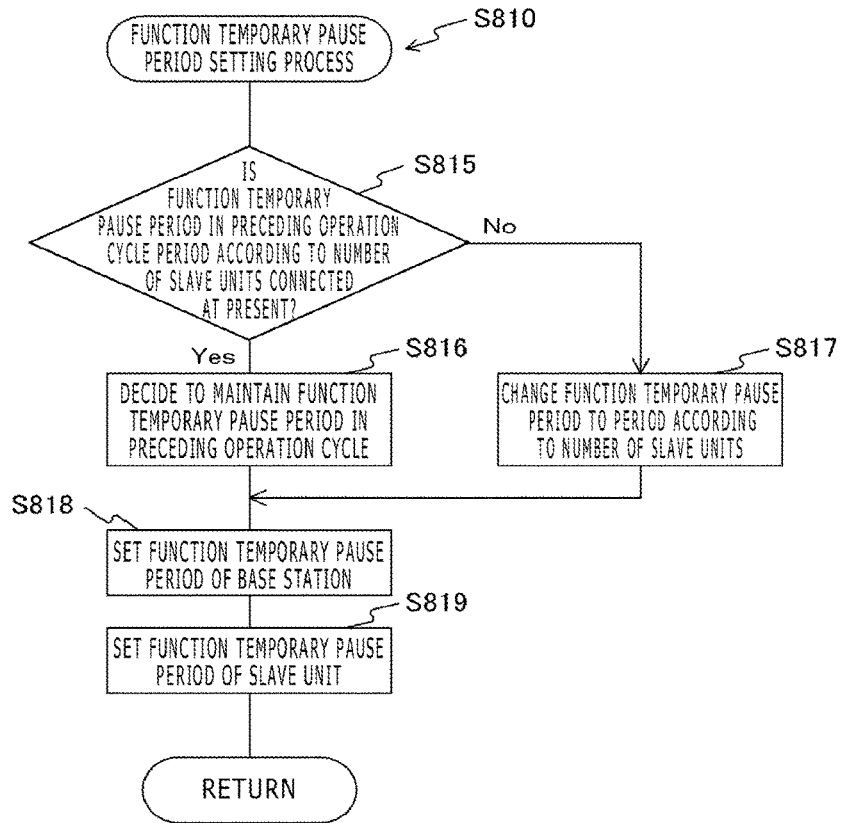 FUNCTION TEMPORARY PAUSE
PERIOD SETTING PROCESS
S810
IS
FUNCTION TEMPORARY
PAUSE PERIOD IN PRECEDING OPERATION
CYCLE PERIOD ACCORDING TO NUMBER
OF SLAVE UNITS CONNECTED
AT PRESENT?
S815
No
Yes
S816
DECIDE TO MAINTAIN FUNCTION
TEMPORARY PAUSE PERIOD IN
PRECEDING OPERATION CYCLE
S817
CHANGE FUNCTION TEMPORARY PAUSE
PERIOD TO PERIOD ACCORDING
TO NUMBER OF SLAVE UNITS
S818
SET FUNCTION TEMPORARY PAUSE
PERIOD OF BASE STATION
S819
SET FUNCTION TEMPORARY PAUSE
PERIOD OF SLAVE UNIT
RETURN